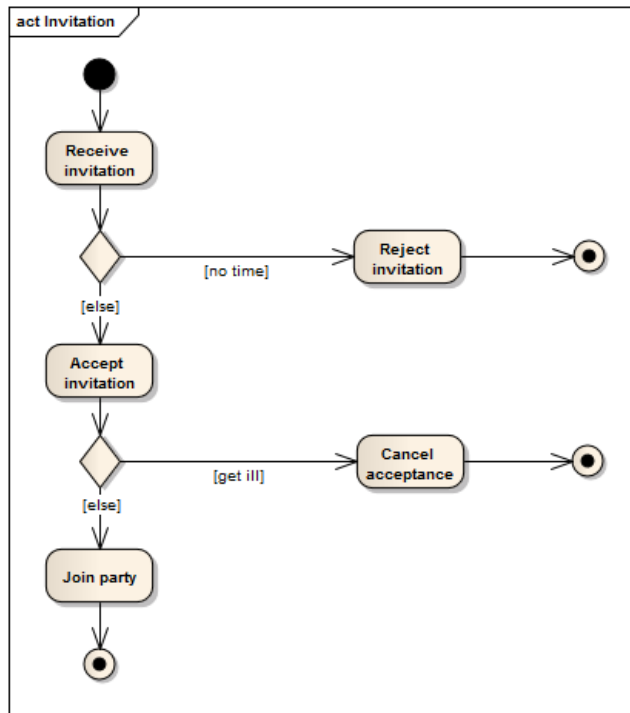 act Invitation
Receive
invitation
[no time]
Reject
invitation
[else]
Accept
invitation
[get ill]
Cancel
acceptance
[else]
Join party